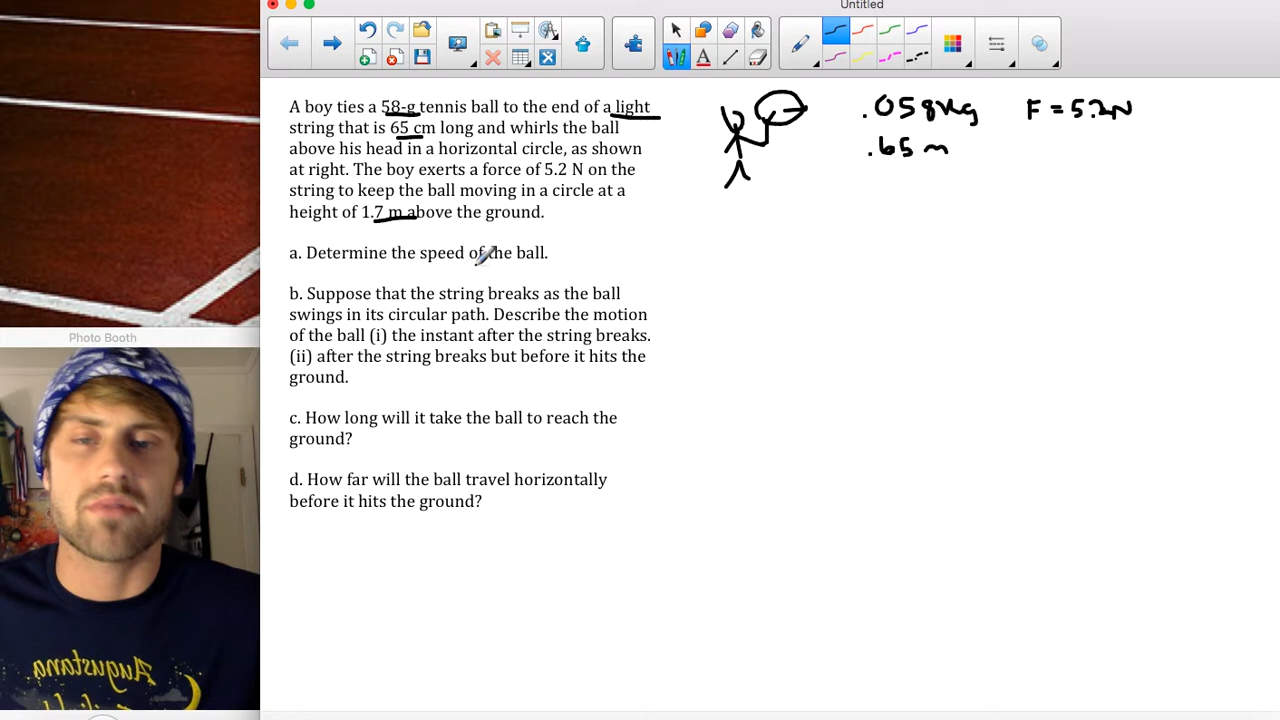 Untitled
A boy ties a 58-g tennis ball to the end of a light
string that is 65 cm long and whirls the ball
above his head in a horizontal circle, as shown
at right. The boy exerts a force of 5.2 N on the
string to keep the ball moving in a circle at a
height of 1.7 m above the ground.
a. Determine the speed of the ball.
b. Suppose that the string breaks as the ball
swings in its circular path. Describe the motion
of the ball (i) the instant after the string breaks.
(ii) after the string breaks but before it hits the
ground.
c. How long will it take the ball to reach the
ground?
d. How far will the ball travel horizontally
before it hits the ground?
.058kg F = 5.2N
.65 m
Photo Booth
Augustana